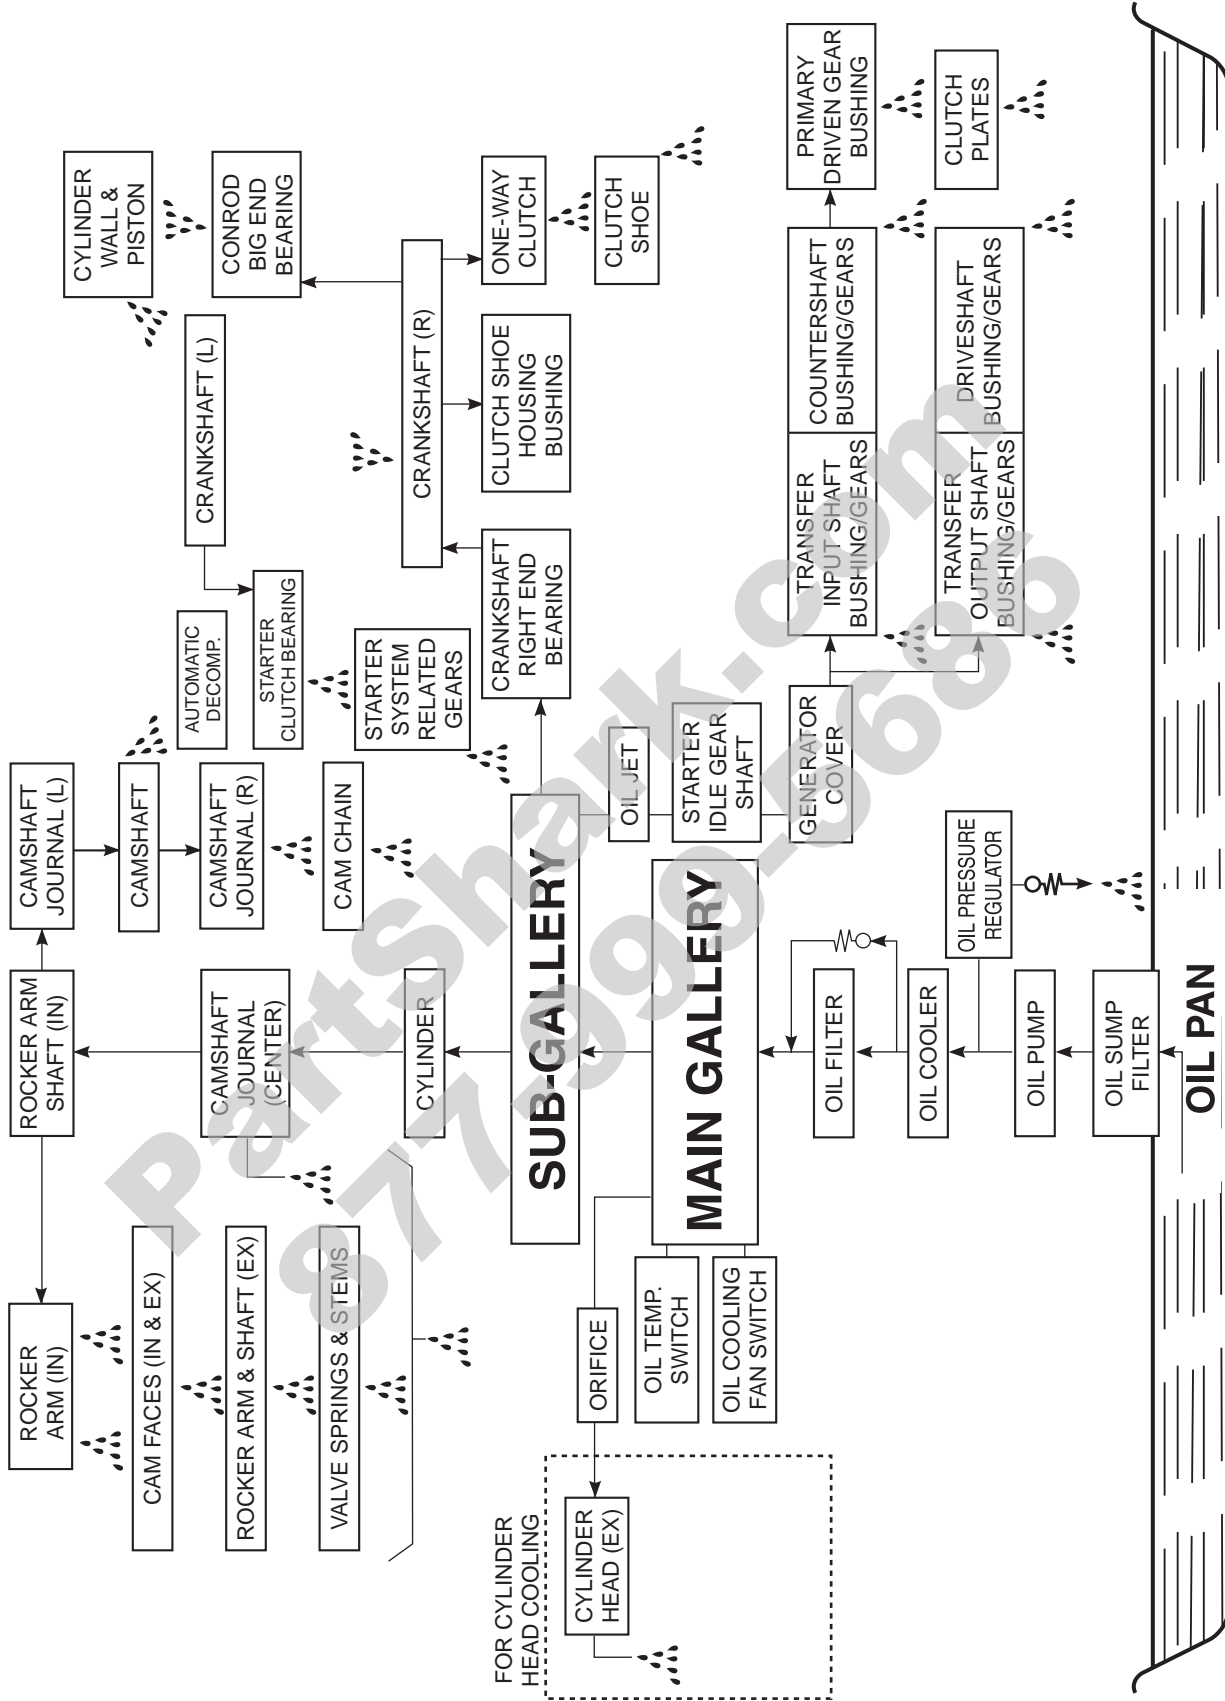 ROCKER
ARM (IN)
ROCKER ARM
SHAFT (IN)
CAMSHAFT
JOURNAL (L)
CAM FACES (IN & EX)
CAMSHAFT
ROCKER ARM & SHAFT (EX)
CAMSHAFT
JOURNAL
(CENITER)
CAMSHAFT
JOURNAL (R)
VALVE SPRINGS & STEMS
CAM CHAIN
CYLINDER
AUTOMATIC
DECOMP.
STARTER
CLUTCH BEARING
STARTER
SYSTEM
RELATED
GEARS
CRANKSHAFT (L)
CYLINDER
WALL &
PISTON
CONROD
BIG END
BEARING
CRANKSHAFT (R)
CRANKSHAFT
RIGHT END
BEARING
CLUTCH SHOE
HOUSING
BUSHING
ONE-WAY
CLUTCH
CLUTCH
SHOE
SUB-GALLERY
FOR CYLINDER
HEAD COOLING
CYLINDER
HEAD (EX)
ORIFICE
OIL JET
OIL TEMP.
SWITCH
OIL COOLING
FAN SWITCH
MAIN GALLERY
STARTER
IDLE GEAR
SHAFT
GENERATOR
COVER
TRANSFER
INPUT SHAFT
BUSHING/GEARS
COUNTERSHAFT
BUSHING/GEARS
PRIMARY
DRIVEN GEAR
BUSHING
TRANSFER
OUTPUT SHAFT
BUSHING/GEARS
DRIVESHAFT
BUSHING/GEARS
CLUTCH
PLATES
OIL FILTER
OIL COOLER
OIL PRESSURE
REGULATOR
OIL PUMP
OIL SUMP
FILTER
OIL PAN
PartShark.com
877-999-5686